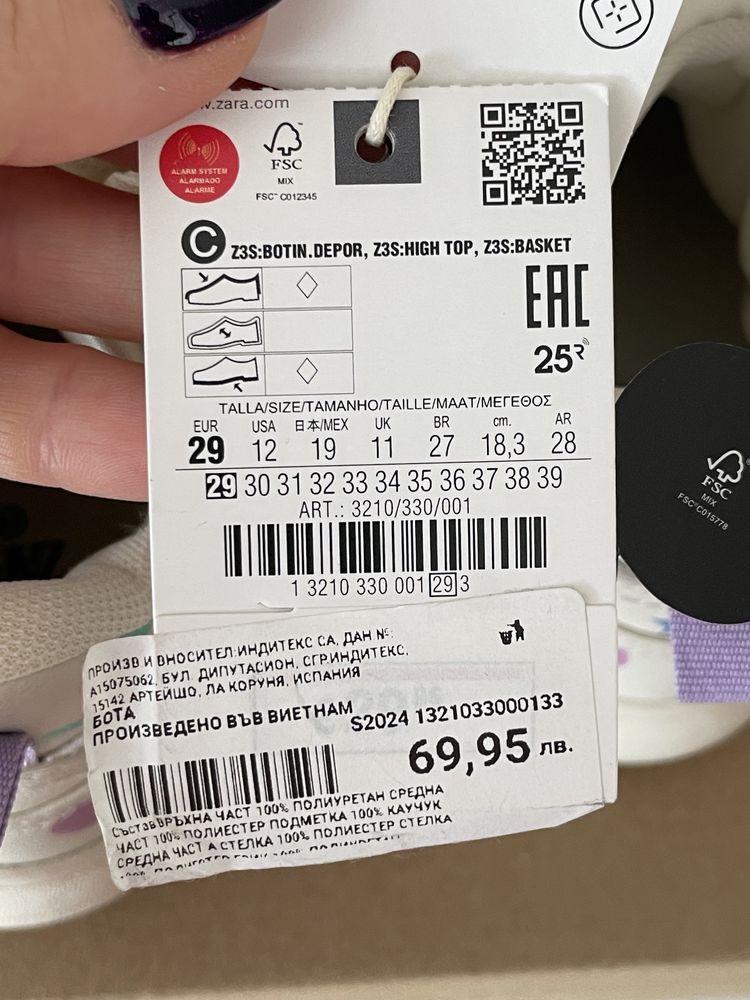 .zara.com
ALARM SYSTEM
ALARMADO
ALARME
FSC
MIX
FSC™ C012345
C Z3S:BOTIN.DEPOR, Z3S:HIGH TOP, Z3S:BASKET
EAC
25
TALLA/SIZE/TAMANHO/TAILLE/MAAT/ΜΕΓΕΘΟΣ
EUR USA 日本/MEX UK BR cm. AR
29 12 19 11 27 18,3 28
29 30 31 32 33 34 35 36 37 38 39
ART.: 3210/330/001
1 3210 330 001 29 3
FSC
MIX
FSC® C015778
ПРОИЗВ И ВНОСИТЕЛ:ИНДИТЕКС СА, ДАН №:
A15075062, БУЛ. ДИПУТАСИОН, СГР.ИНДИТЕКС,
15142 АРТЕЙШО, ЛА КОРУНЯ, ИСПАНИЯ
БОТА
ПРОИЗВЕДЕНО ВЪВ ВИЕТНАМ
S2024 1321033000133
69,95 лв.
Състав ВРЪХНА ЧАСТ 100% ПОЛИУРЕТАН СРЕДНА
ЧАСТ 100% ПОЛИЕСТЕР ПОДМЕТКА 100% КАУЧУК
СРЕДНА ЧАСТ А СТЕЛКА 100% ПОЛИЕСТЕР СТЕЛКА